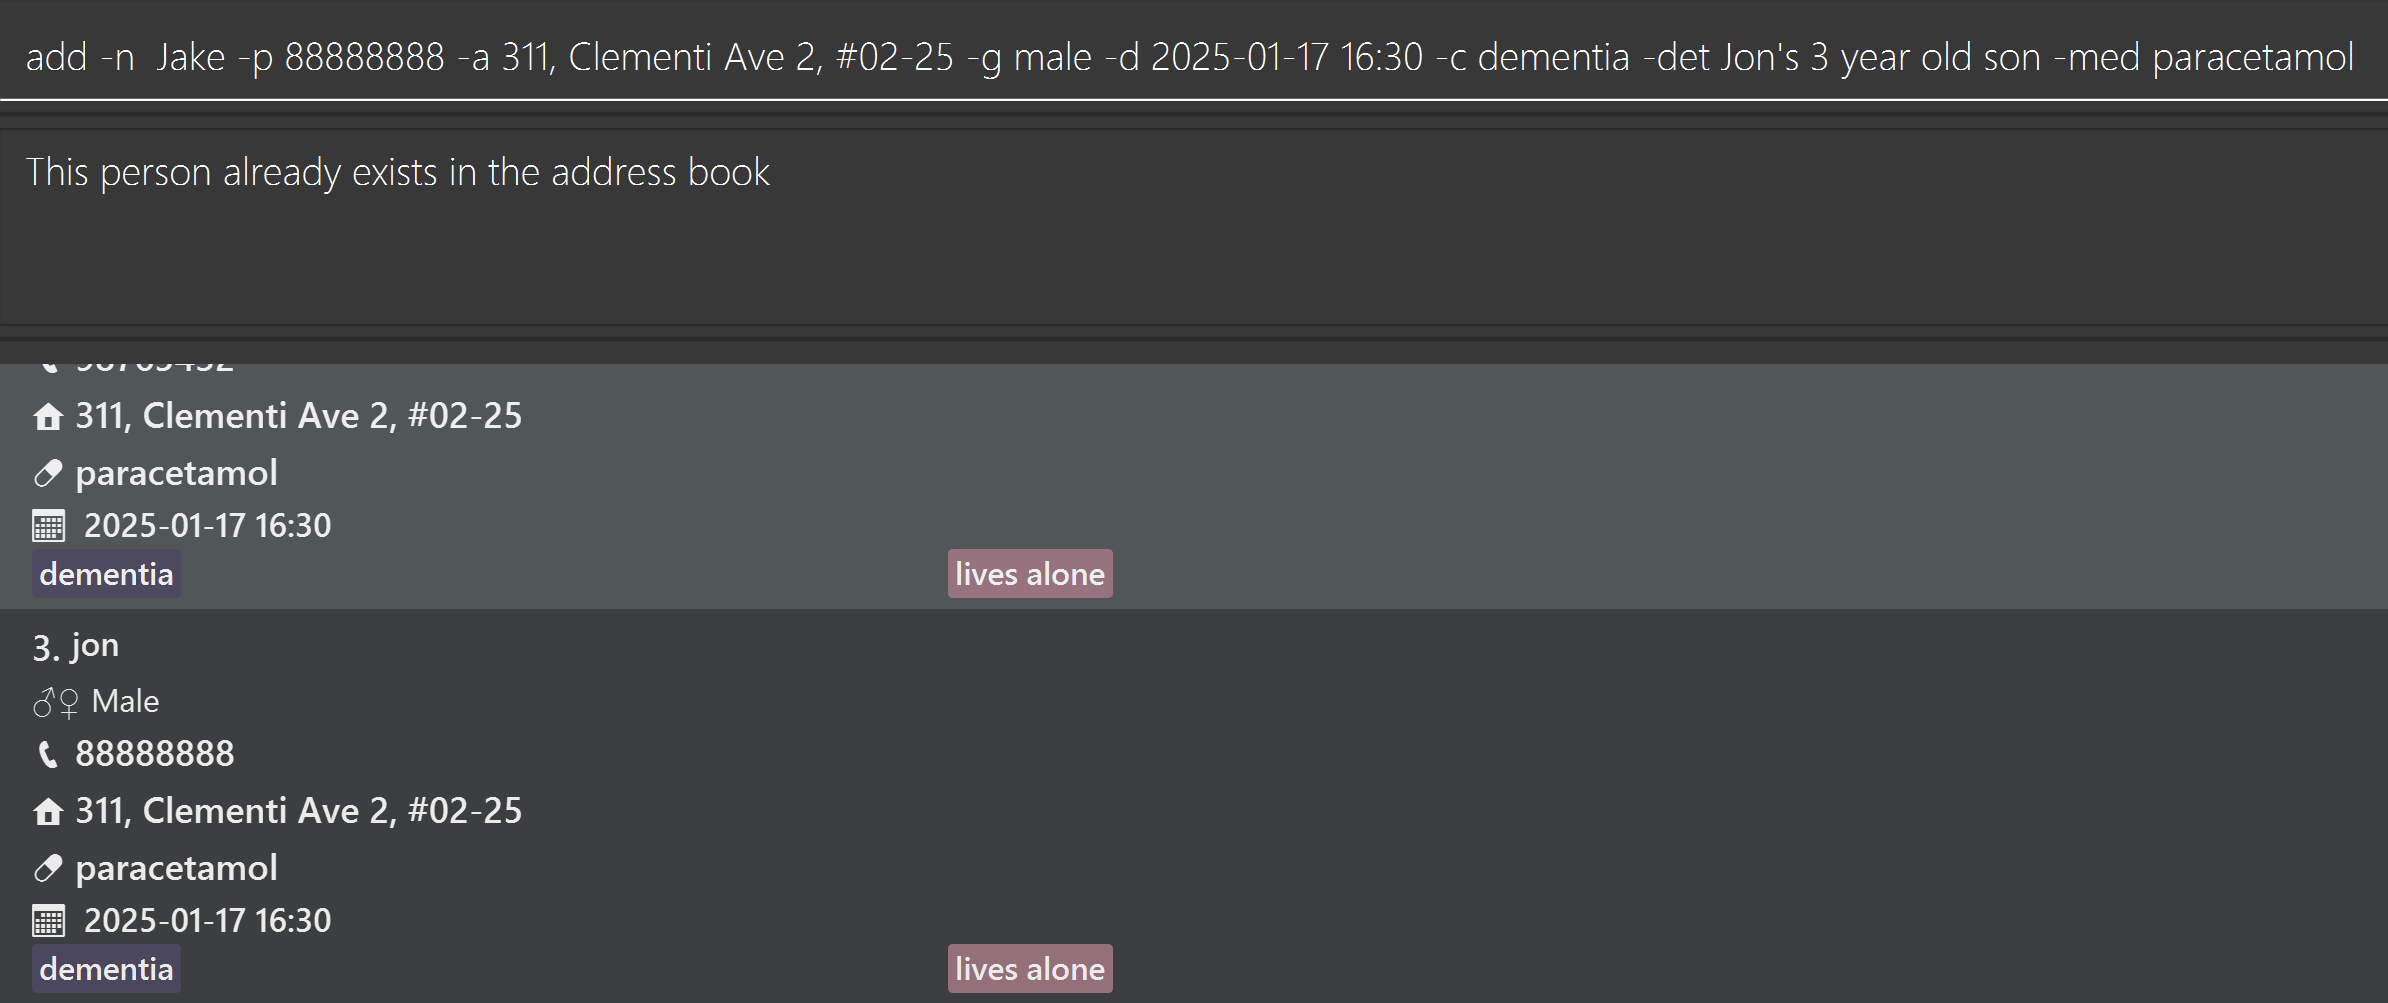 add -n  Jake -p 88888888 -a 311, Clementi Ave 2, #02-25 -g male -d 2025-01-17 16:30 -c dementia -det Jon's 3 year old son -med paracetamol
This person already exists in the address book
311, Clementi Ave 2, #02-25
paracetamol
2025-01-17 16:30
dementia lives alone
3. jon
Male
88888888
311, Clementi Ave 2, #02-25
paracetamol
2025-01-17 16:30
dementia lives alone